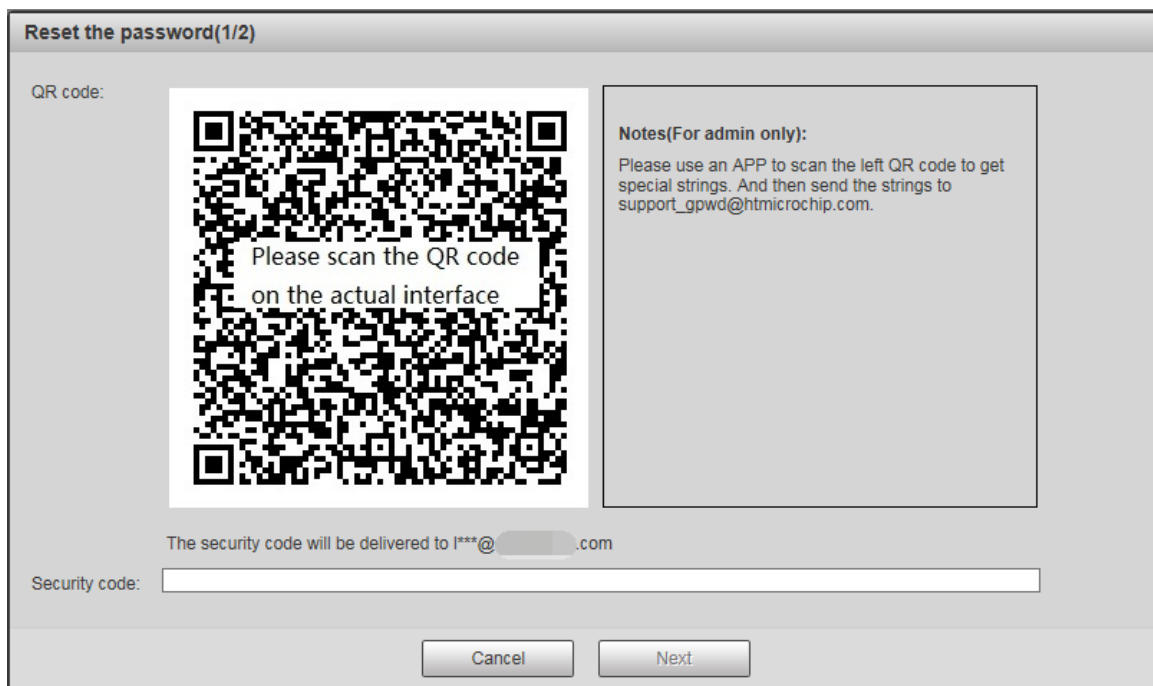 Reset the password(1/2)
QR code:
Please scan the QR code
on the actual interface
Notes(For admin only):
Please use an APP to scan the left QR code to get
special strings. And then send the strings to
support_gpwd@htmicrochip.com.
The security code will be delivered to l***@ .com
Security code:
Cancel
Next